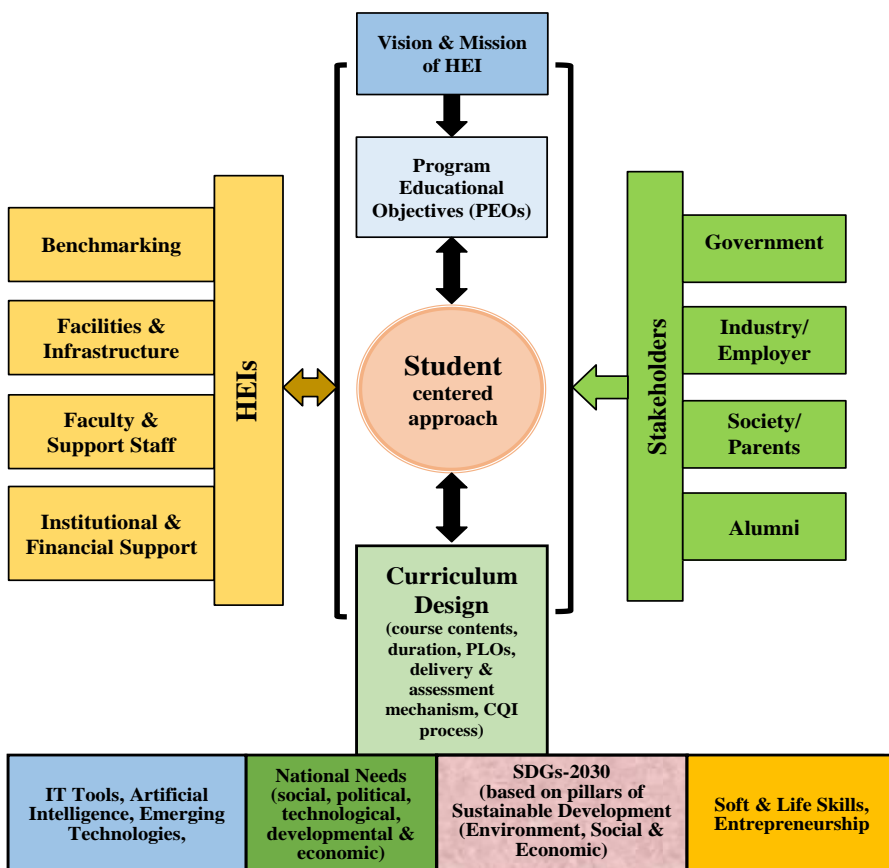 Vision & Mission
of HEI
Program
Educational
Objectives (PEOs)
Benchmarking
Facilities &
Infrastructure
Faculty &
Support Staff
Institutional &
Financial Support
HEIs
Student
centered
approach
Stakeholders
Government
Industry/
Employer
Society/
Parents
Alumni
Curriculum
Design
(course contents,
duration, PLOs,
delivery &
assessment
mechanism, CQI
process)
IT Tools, Artificial
Intelligence, Emerging
Technologies,
National Needs
(social, political,
technological,
developmental &
economic)
SDGs-2030
(based on pillars of
Sustainable Development
(Environment, Social &
Economic)
Soft & Life Skills,
Entrepreneurship